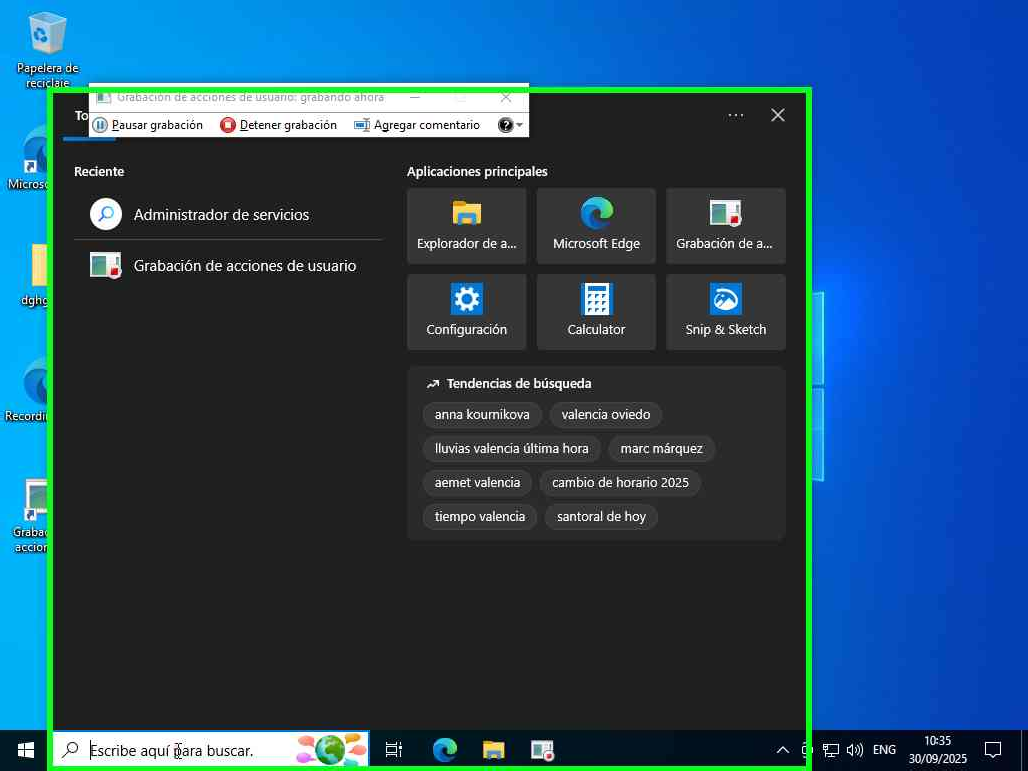 Papelera de
reciclaje
Grabación de acciones de usuario: grabando ahora
To
Pausar grabación
Detener grabación
Agregar comentario
Microso
Reciente
Administrador de servicios
Grabación de acciones de usuario
Aplicaciones principales
Explorador de a...
Microsoft Edge
Grabación de a...
Configuración
Calculator
Snip & Sketch
Tendencias de búsqueda
anna kournikova
valencia oviedo
lluvias valencia última hora
marc márquez
aemet valencia
cambio de horario 2025
tiempo valencia
santoral de hoy
dghg
Recordin
Grabac
accion
Escribe aquí para buscar.
ENG
10:35
30/09/2025